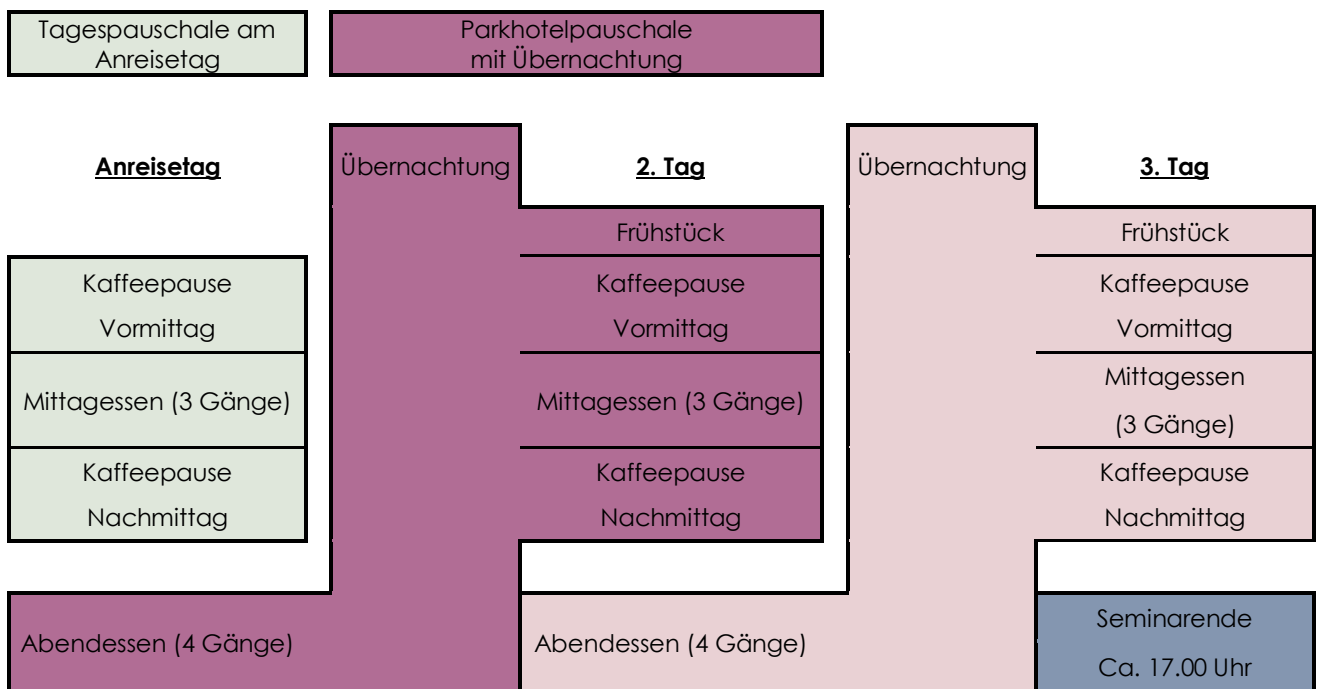 Tagespauschale am
Anreisetag
Parkhotelpauschale
mit Übernachtung
Anreisetag
Übernachtung
2. Tag
Übernachtung
3. Tag
Frühstück
Frühstück
Kaffeepause
Vormittag
Kaffeepause
Vormittag
Kaffeepause
Vormittag
Mittagessen (3 Gänge)
Mittagessen (3 Gänge)
Mittagessen
(3 Gänge)
Kaffeepause
Nachmittag
Kaffeepause
Nachmittag
Kaffeepause
Nachmittag
Abendessen (4 Gänge)
Abendessen (4 Gänge)
Seminarende
Ca. 17.00 Uhr